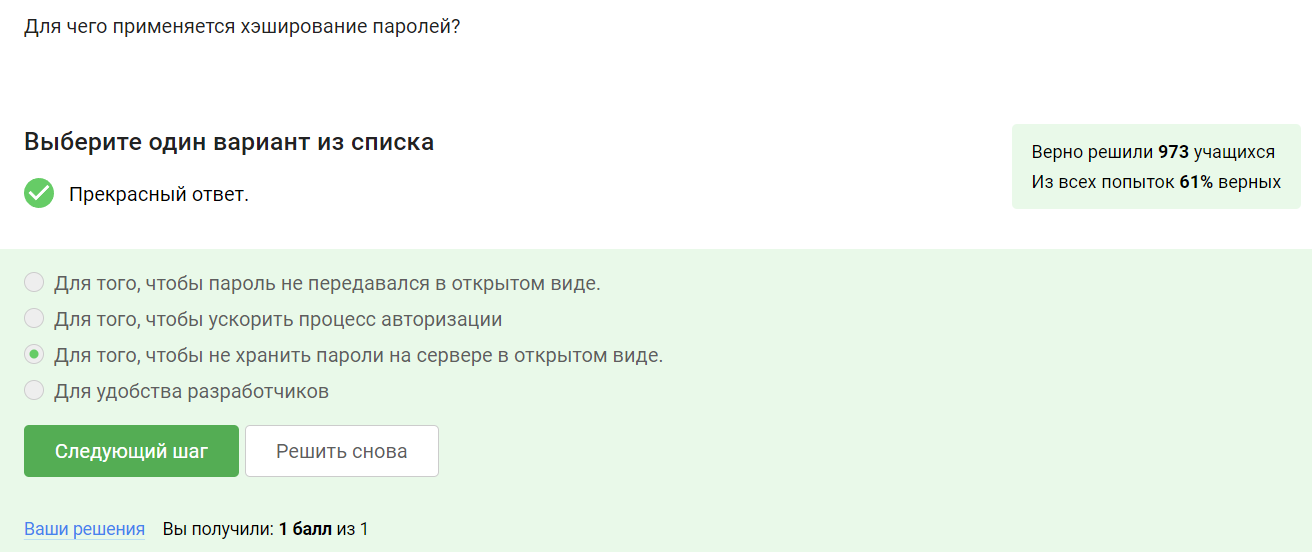 Для чего применяется хэширование паролей?
Выберите один вариант из списка
Верно решили 973 учащихся
Из всех попыток 61% верных
Прекрасный ответ.
Для того, чтобы пароль не передавался в открытом виде.
Для того, чтобы ускорить процесс авторизации
Для того, чтобы не хранить пароли на сервере в открытом виде.
Для удобства разработчиков
Следующий шаг
Решить снова
Ваши решения Вы получили: 1 балл из 1